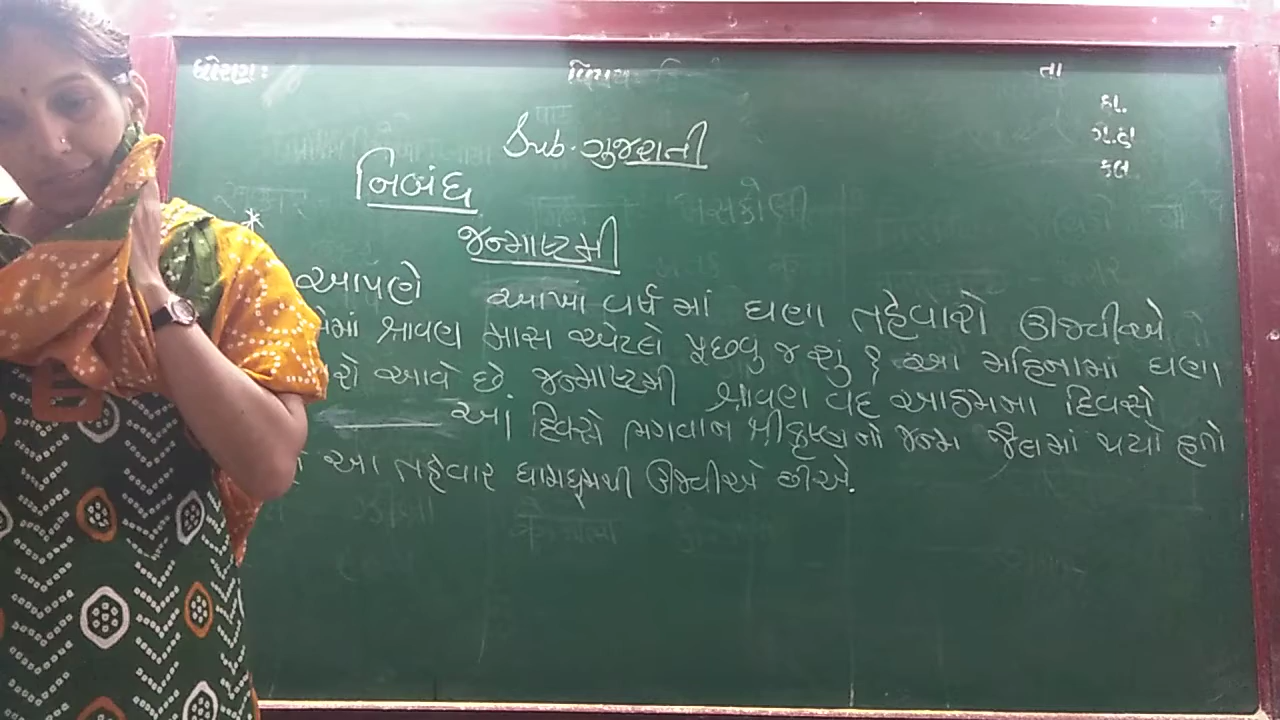 ધોરણ : વિષય તા
હા.
ગે.હા
કુલ
Sub-ગુજરાતી
નિબંધ
* જન્માષ્ટમી
આપણે આખા વર્ષ માં ઘણા તહેવારો ઊજવીએ
શ્રાવણ માસ એટલે પૂછવુ જ શું ? આ મહિનામાં ઘણા
આવે છે. જન્માષ્ટમી શ્રાવણ વદ આઠમના દિવસે
આ દિવસે ભગવાન શ્રીકૃષ્ણ નો જન્મ જેલમાં થયો હતો
આ તહેવાર ધામધૂમથી ઊજવીએ છીએ.